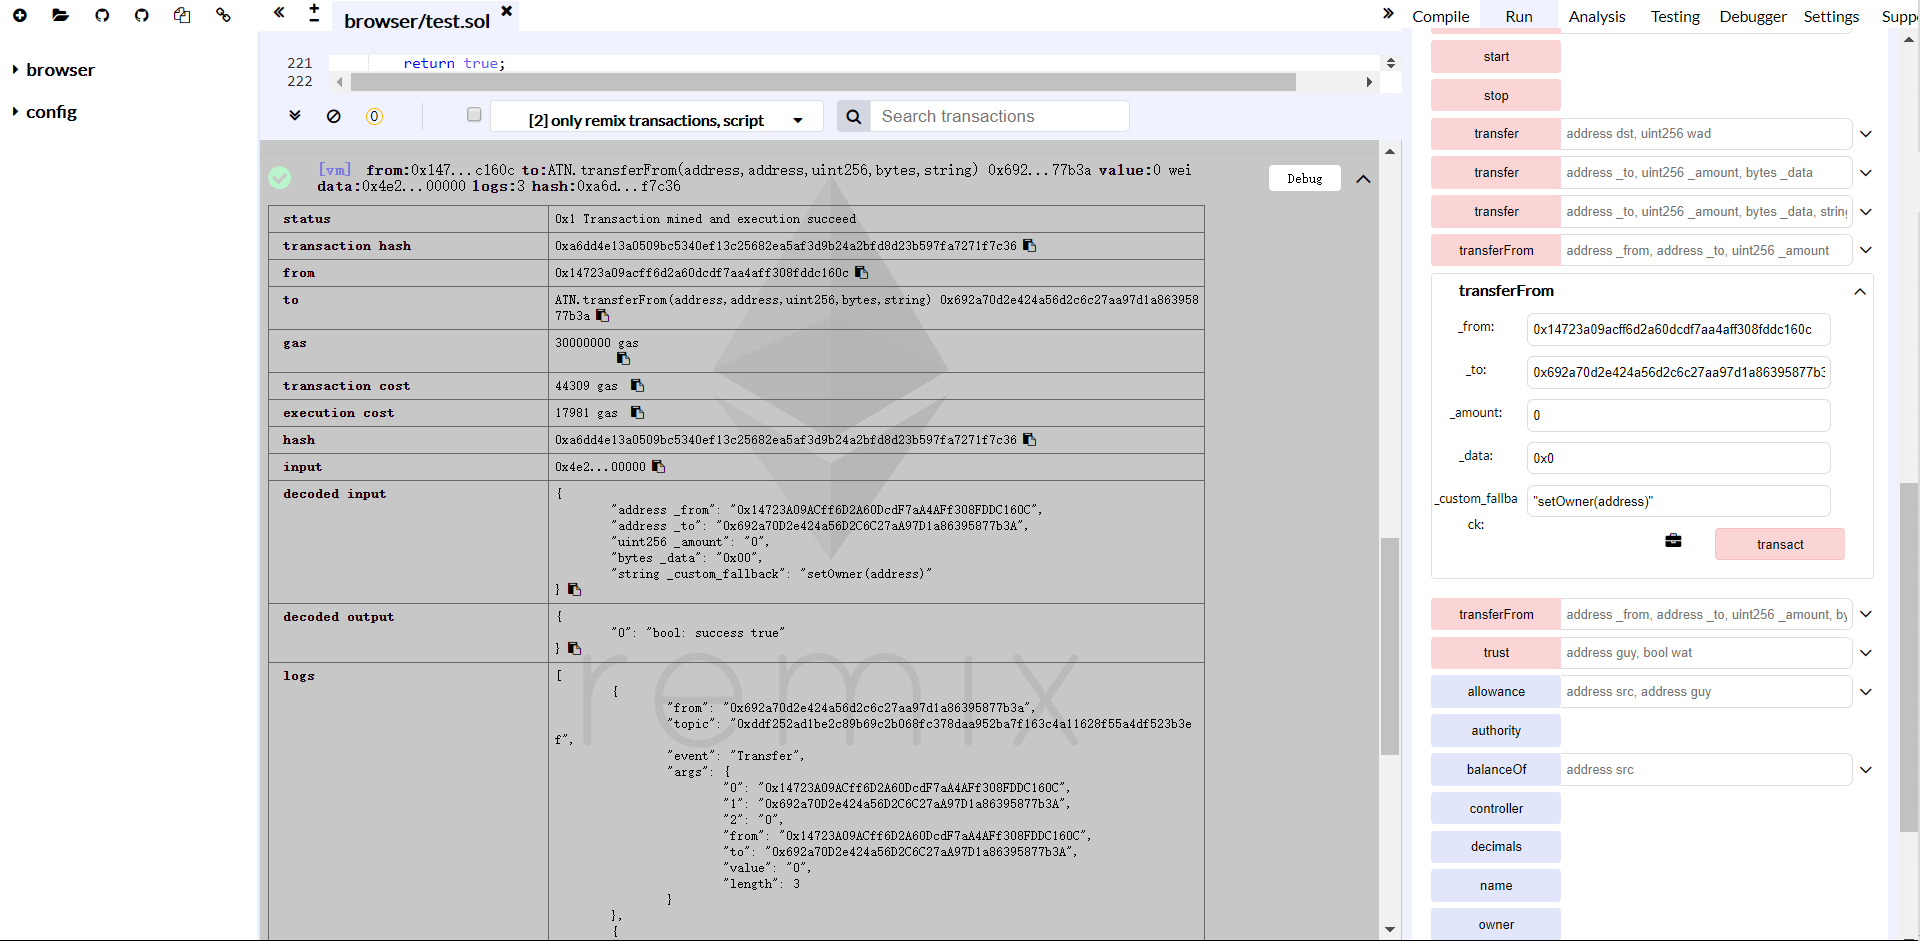 browser/test.sol
Compile Run Analysis Testing Debugger Settings Supp
browser
config
221 return true;
222
0
[2] only remix transactions, script
Search transactions
[vm] from:0x147...c160c to:ATN.transferFrom(address,address,uint256,bytes,string) 0x692...77b3a value:0 wei
data:0x4e2...00000 logs:3 hash:0xa6d...f7c36
Debug
status 0x1 Transaction mined and execution succeed
transaction hash 0xa6dd4e13a0509bc5340ef13c25682ea5af3d9b24a2bfd8d23b597fa7271f7c36
from 0x14723a09acff6d2a60dcdf7aa4aff308fddc160c
to ATN.transferFrom(address,address,uint256,bytes,string) 0x692a70d2e424a56d2c6c27aa97d1a863958
77b3a
gas 30000000 gas
transaction cost 44309 gas
execution cost 17981 gas
hash 0xa6dd4e13a0509bc5340ef13c25682ea5af3d9b24a2bfd8d23b597fa7271f7c36
input 0x4e2...00000
decoded input {
"address _from": "0x14723A09ACff6D2A60DcdF7aA4AFf308FDDC160C",
"address _to": "0x692a70D2e424a56D2C6C27aA97D1a86395877b3A",
"uint256 _amount": "0",
"bytes _data": "0x00",
"string _custom_fallback": "setOwner(address)"
}
decoded output {
"0": "bool: success true"
}
logs [
{
"from": "0x692a70d2e424a56d2c6c27aa97d1a86395877b3a",
"topic": "0xddf252ad1be2c89b69c2b068fc378daa952ba7f163c4a11628f55a4df523b3e
f",
"event": "Transfer",
"args": {
"0": "0x14723A09ACff6D2A60DcdF7aA4AFf308FDDC160C",
"1": "0x692a70D2e424a56D2C6C27aA97D1a86395877b3A",
"2": "0",
"from": "0x14723A09ACff6D2A60DcdF7aA4AFf308FDDC160C",
"to": "0x692a70D2e424a56D2C6C27aA97D1a86395877b3A",
"value": "0",
"length": 3
}
},
{
remix
start
stop
transfer address dst, uint256 wad
transfer address _to, uint256 _amount, bytes _data
transfer address _to, uint256 _amount, bytes _data, string
transferFrom address _from, address _to, uint256 _amount
transferFrom
_from: 0x14723a09acff6d2a60dcdf7aa4aff308fddc160c
_to: 0x692a70d2e424a56d2c6c27aa97d1a86395877b3
_amount: 0
_data: 0x0
_custom_fallba "setOwner(address)"
ck:
transact
transferFrom address _from, address _to, uint256 _amount, by
trust address guy, bool wat
allowance address src, address guy
authority
balanceOf address src
controller
decimals
name
owner